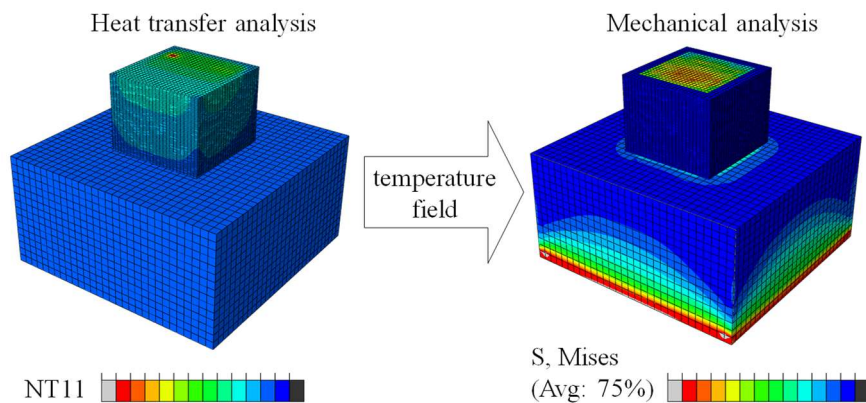 Heat transfer analysis
Mechanical analysis
temperature
field
NT11
S, Mises
(Avg: 75%)